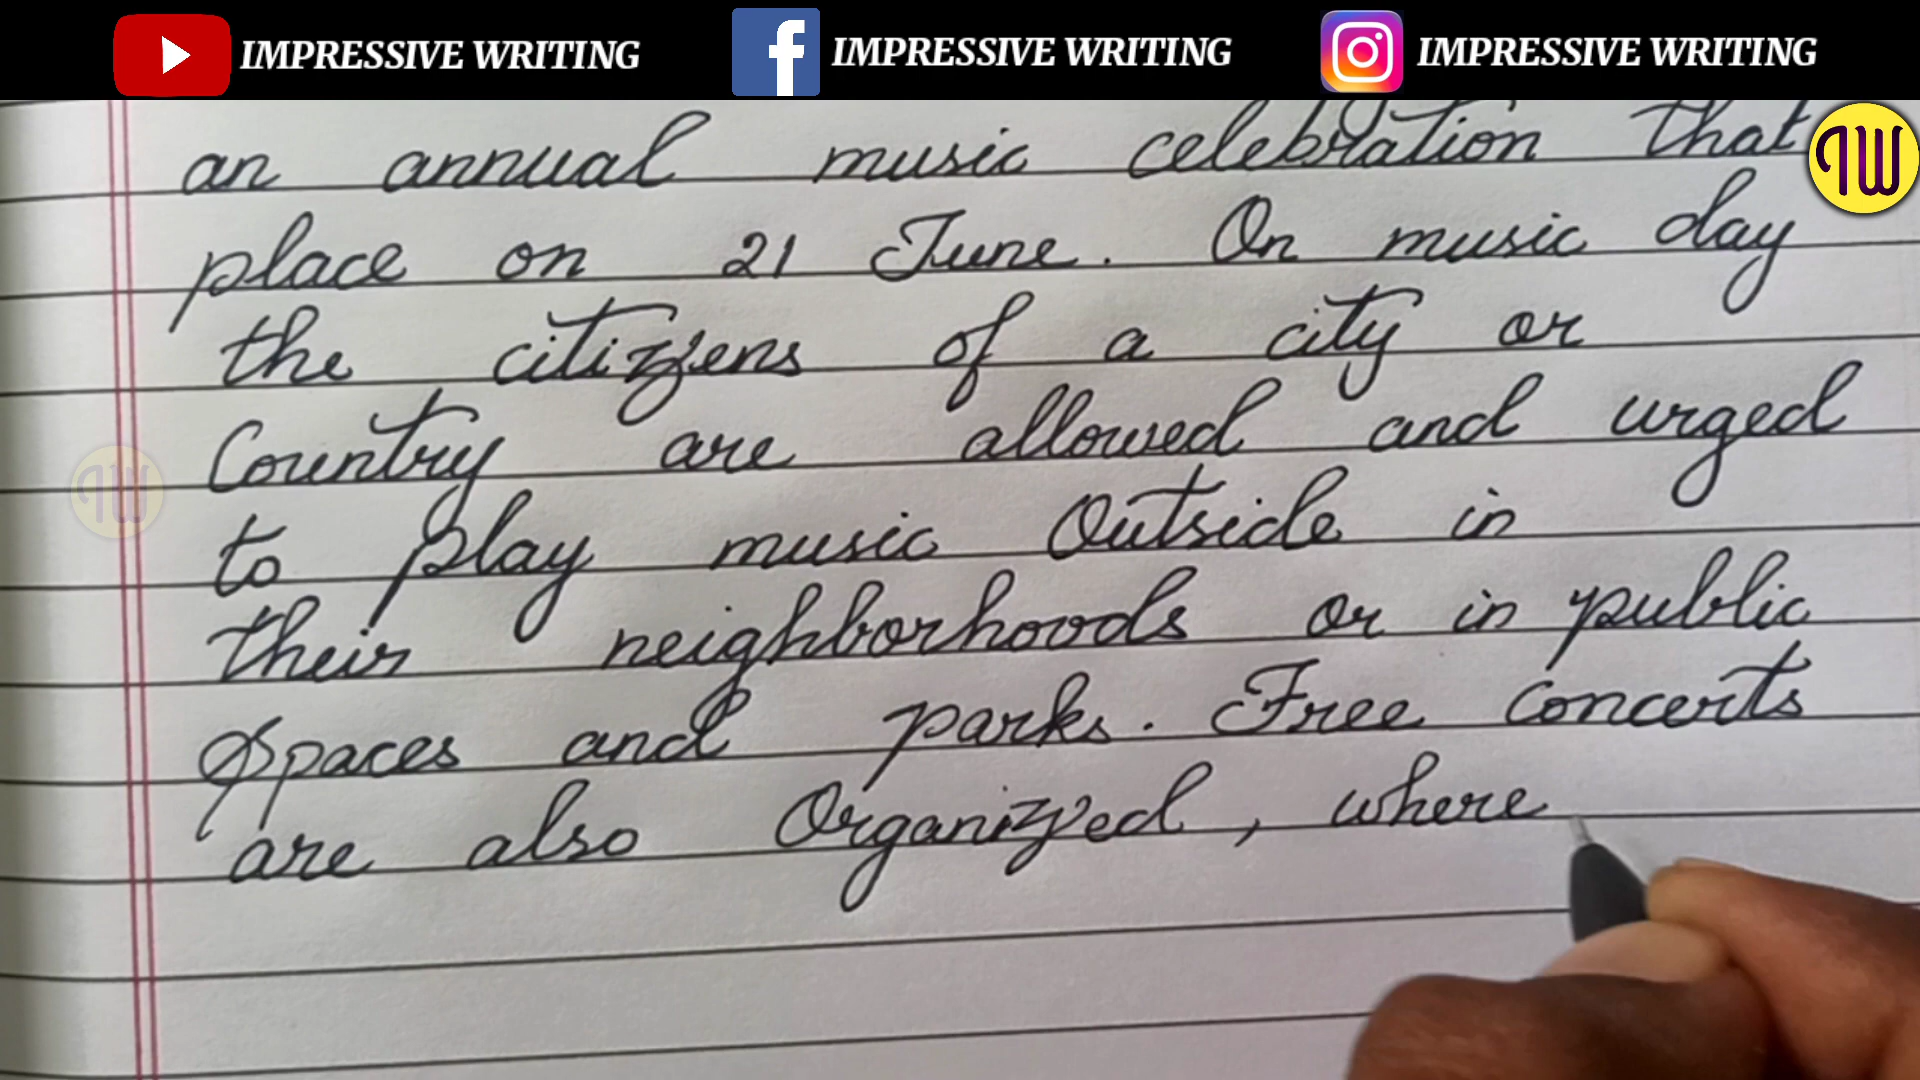 IMPRESSIVE WRITING IMPRESSIVE WRITING IMPRESSIVE WRITING
an annual music celebration that
place on 21 June. On music day
the citizens of a city or
Country are allowed and urged
to play music Outside in
their neighborhoods or in public
Spaces and parks. Free Concerts
are also Organized, where
IW
IW